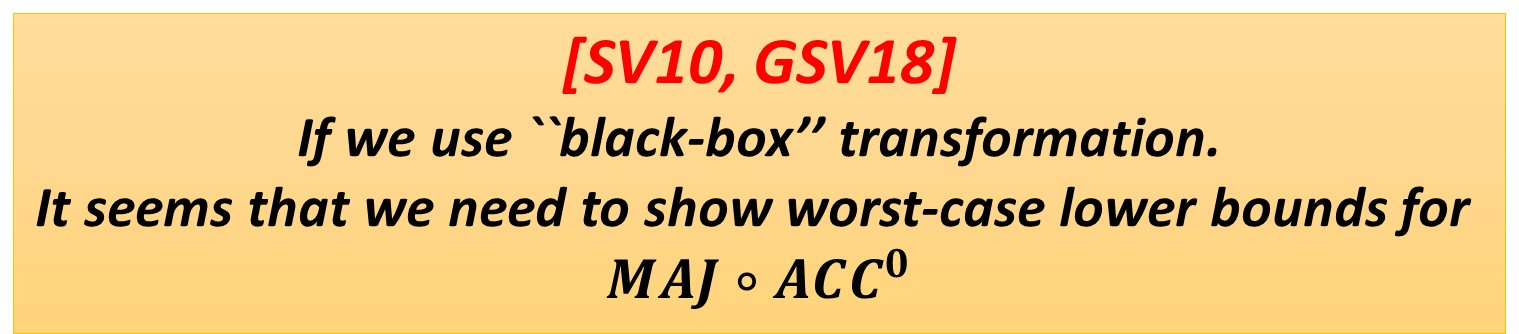 [SV10, GSV18]
If we use ``black-box’’ transformation.
It seems that we need to show worst-case lower bounds for
MAJ ∘ ACC⁰